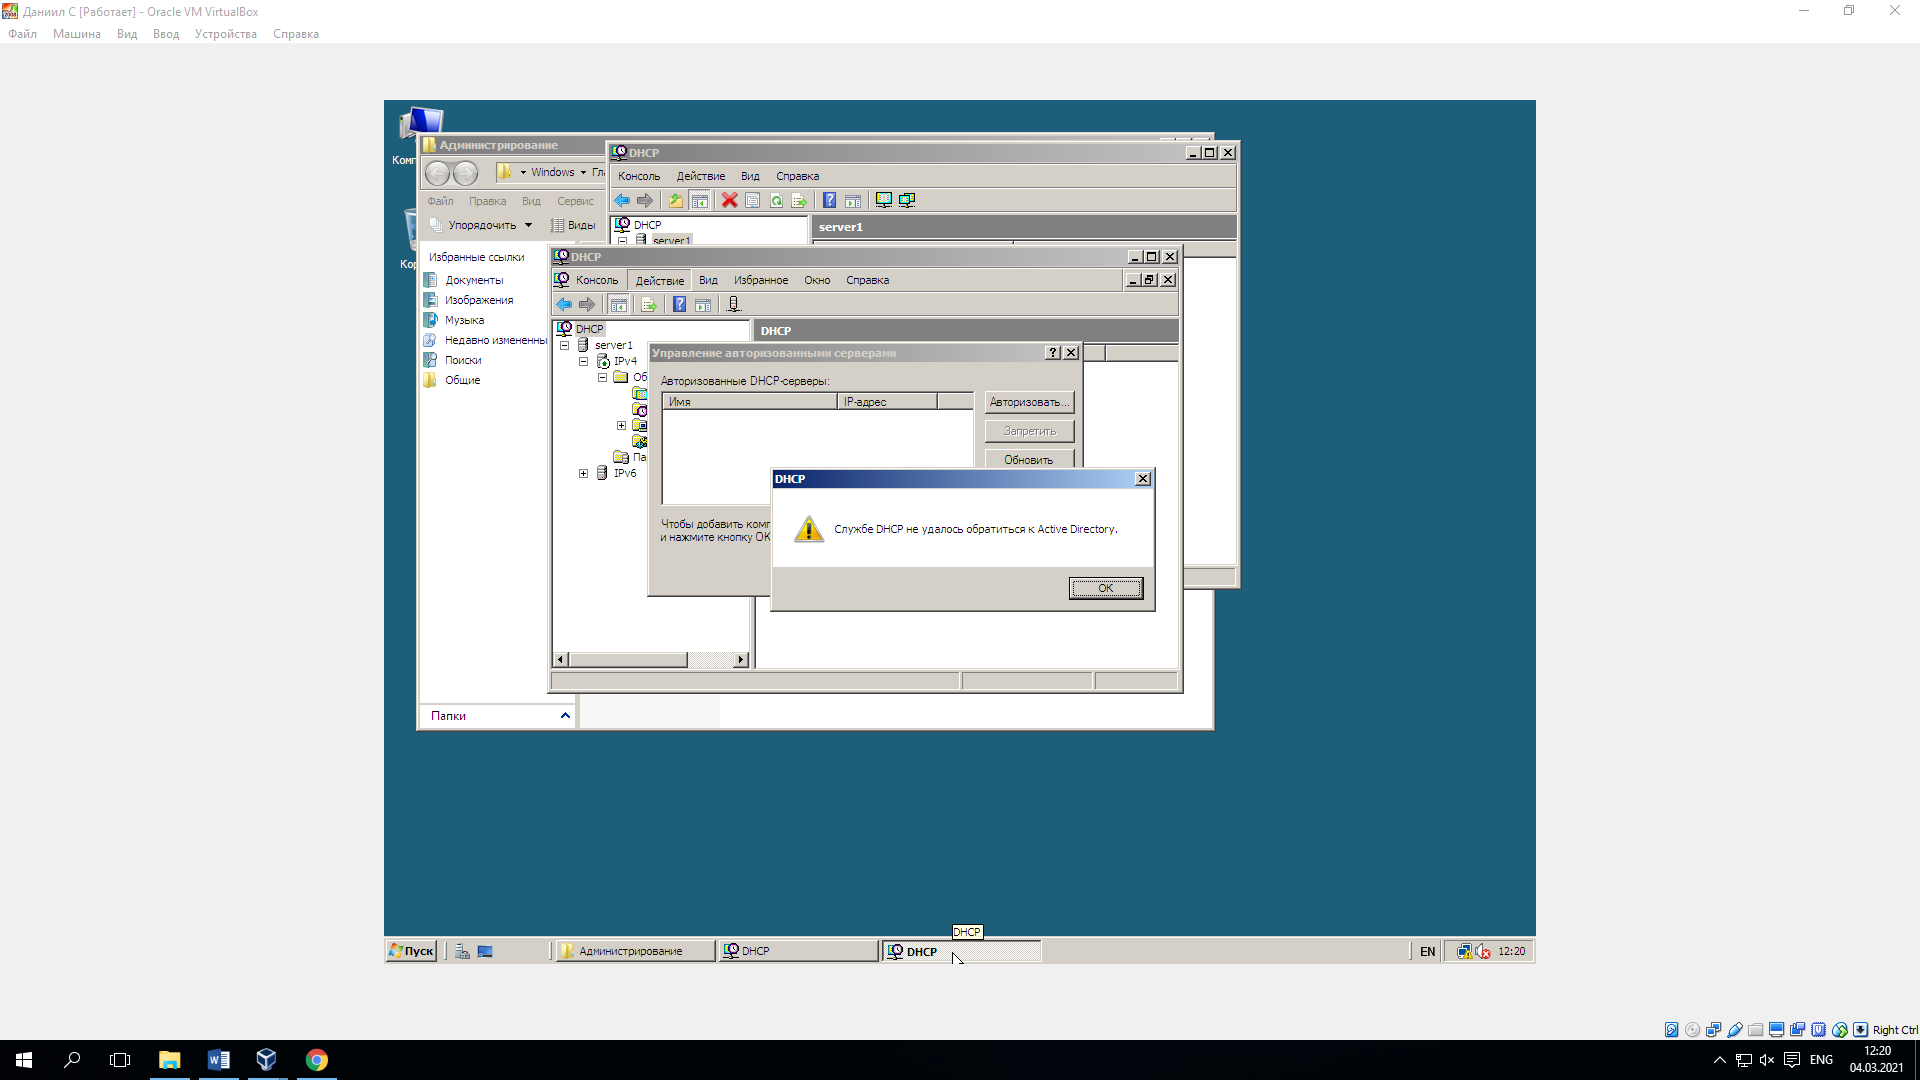 Даниил С [Работает] - Oracle VM VirtualBox
Файл Машина Вид Ввод Устройства Справка
Администрирование
Windows
Файл Правка Вид Сервис
Упорядочить Виды
Избранные ссылки
Документы
Изображения
Музыка
Недавно измененны
Поиски
Общие
Папки
DHCP
Консоль Действие Вид Справка
DHCP
server1
server1
DHCP
Консоль Действие Вид Избранное Окно Справка
DHCP
server1
IPv4
Об
Па
IPv6
DHCP
Управление авторизованными серверами
Авторизованные DHCP-серверы:
Имя IP-адрес
Авторизовать...
Запретить
Обновить
Чтобы добавить комп
и нажмите кнопку OK
DHCP
Службе DHCP не удалось обратиться к Active Directory.
OK
DHCP
Пуск Администрирование DHCP DHCP EN 12:20
Right Ctrl
ENG 12:20
04.03.2021